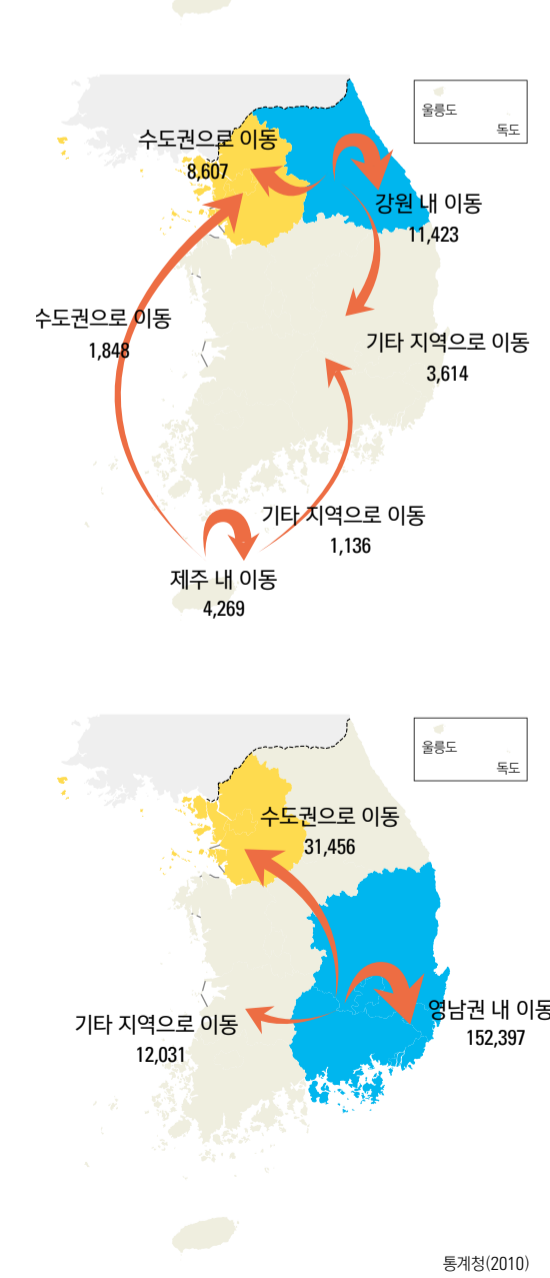 울릉도
독도
수도권으로 이동
8,607
강원 내 이동
11,423
수도권으로 이동
1,848
기타 지역으로 이동
3,614
기타 지역으로 이동
1,136
제주 내 이동
4,269
울릉도
독도
수도권으로 이동
31,456
영남권 내 이동
152,397
기타 지역으로 이동
12,031
통계청(2010)